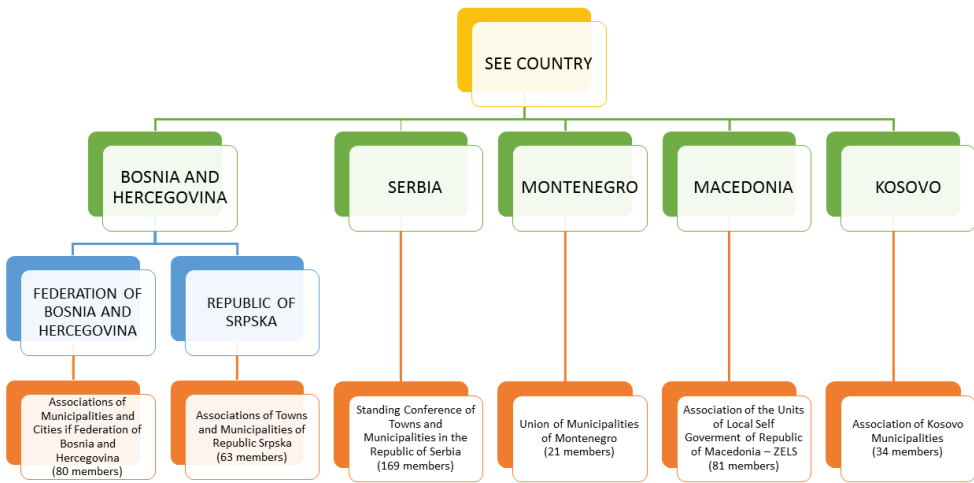 SEE COUNTRY
BOSNIA AND
HERCEGOVINA
SERBIA
MONTENEGRO
MACEDONIA
KOSOVO
FEDERATION OF
BOSNIA AND
HERCEGOVINA
REPUBLIC OF
SRPSKA
Associations of
Municipalities and
Cities if Federation of
Bosnia and
Hercegovina
(80 members)
Associations of Towns
and Municipalities of
Republic Srpska
(63 members)
Standing Conference of
Towns and
Municipalities in the
Republic of Serbia
(169 members)
Union of Municipalities
of Montenegro
(21 members)
Association of the Units
of Local Self
Goverment of Republic
of Macedonia – ZELS
(81 members)
Association of Kosovo
Municipalities
(34 members)